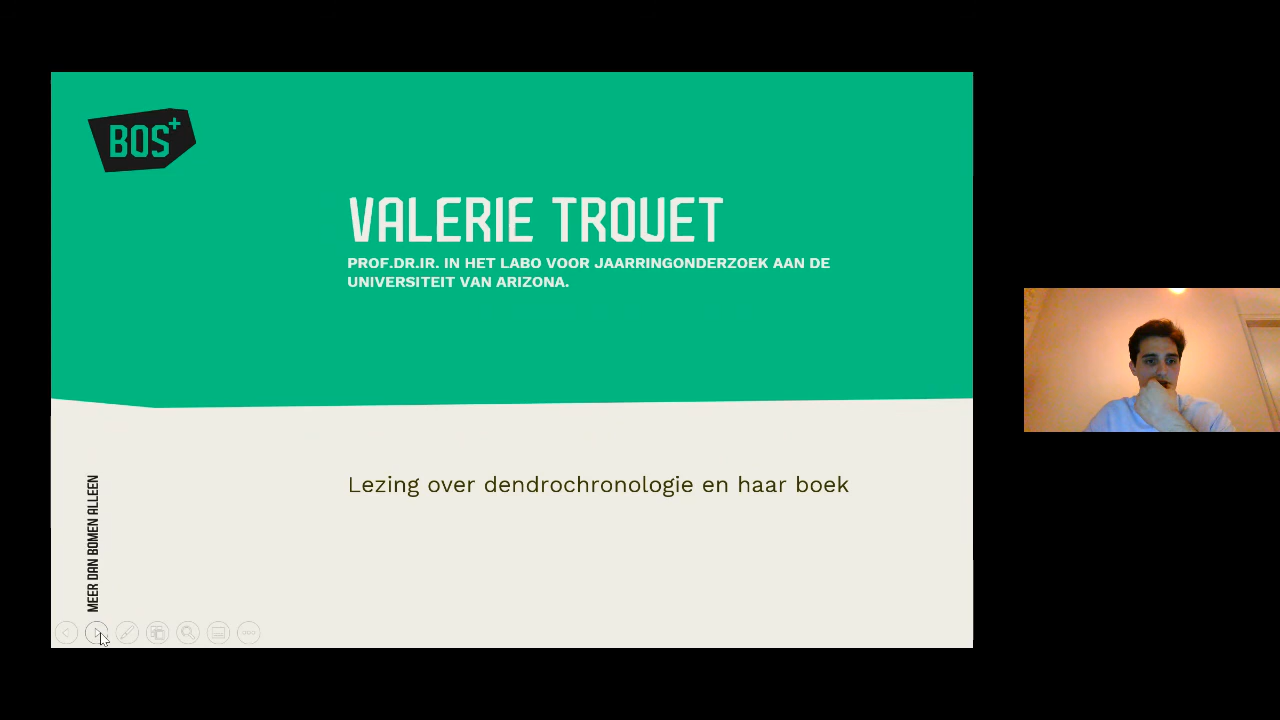 BOS+
VALERIE TROUET
PROF.DR.IR. IN HET LABO VOOR JAARRINGONDERZOEK AAN DE
UNIVERSITEIT VAN ARIZONA.
Lezing over dendrochronologie en haar boek
MEER DAN BOMEN ALLEEN